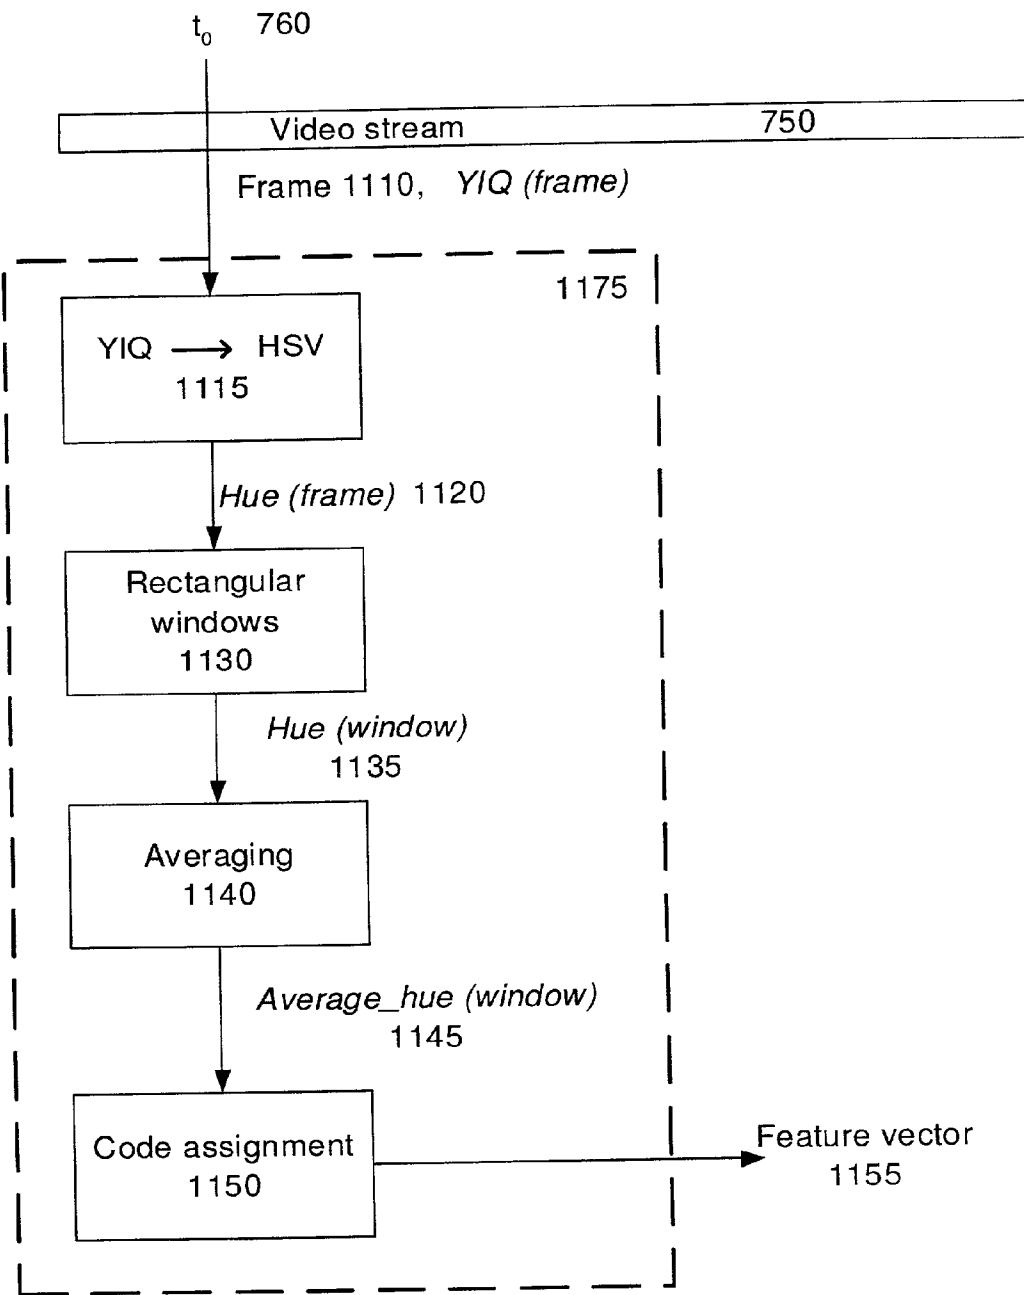 t₀ 760
Video stream 750
Frame 1110, YIQ (frame)
1175
YIQ → HSV
1115
Hue (frame) 1120
Rectangular
windows
1130
Hue (window)
1135
Averaging
1140
Average_hue (window)
1145
Code assignment
1150
Feature vector
1155